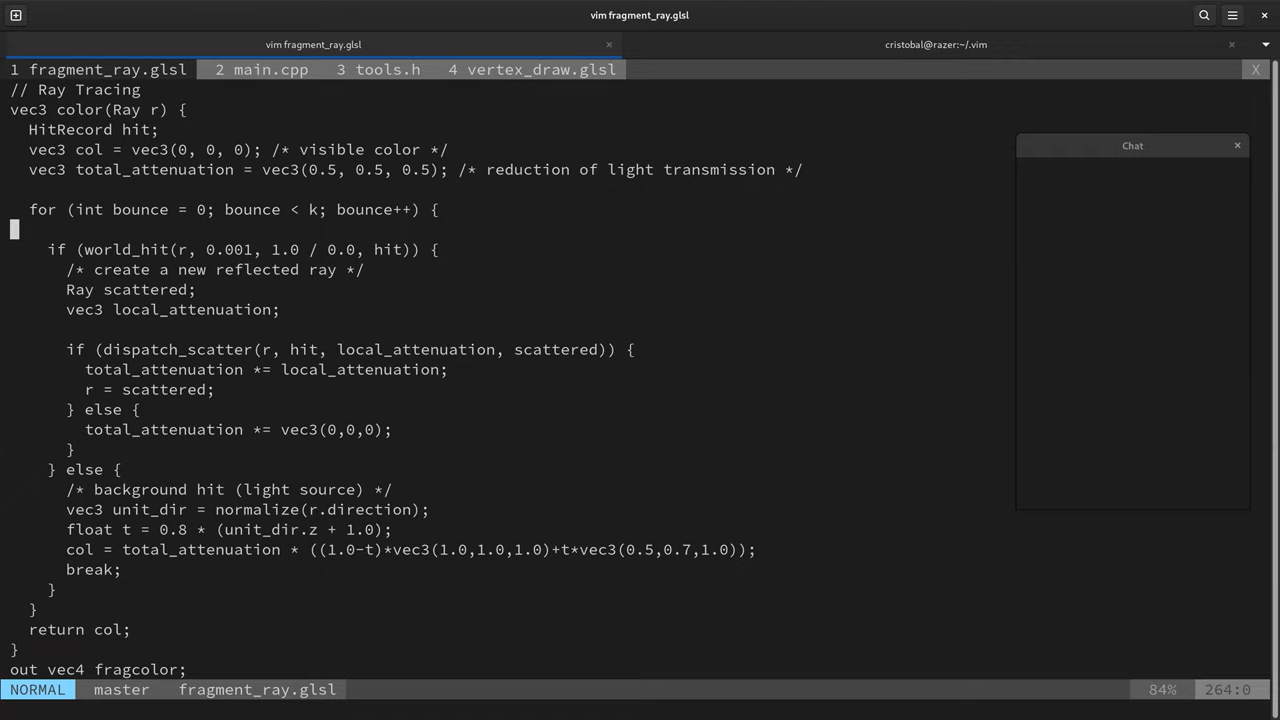 vim fragment_ray.glsl
vim fragment_ray.glsl × cristobal@razer:~/.vim ×
1 fragment_ray.glsl 2 main.cpp 3 tools.h 4 vertex_draw.glsl X
// Ray Tracing
vec3 color(Ray r) {
  HitRecord hit;
  vec3 col = vec3(0, 0, 0); /* visible color */
  vec3 total_attenuation = vec3(0.5, 0.5, 0.5); /* reduction of light transmission */
  for (int bounce = 0; bounce < k; bounce++) {
    if (world_hit(r, 0.001, 1.0 / 0.0, hit)) {
      /* create a new reflected ray */
      Ray scattered;
      vec3 local_attenuation;
      if (dispatch_scatter(r, hit, local_attenuation, scattered)) {
        total_attenuation *= local_attenuation;
        r = scattered;
      } else {
        total_attenuation *= vec3(0,0,0);
      }
    } else {
      /* background hit (light source) */
      vec3 unit_dir = normalize(r.direction);
      float t = 0.8 * (unit_dir.z + 1.0);
      col = total_attenuation * ((1.0-t)*vec3(1.0,1.0,1.0)+t*vec3(0.5,0.7,1.0));
      break;
    }
  }
  return col;
}
out vec4 fragcolor;
NORMAL master fragment_ray.glsl 84% 264:0
Chat ×